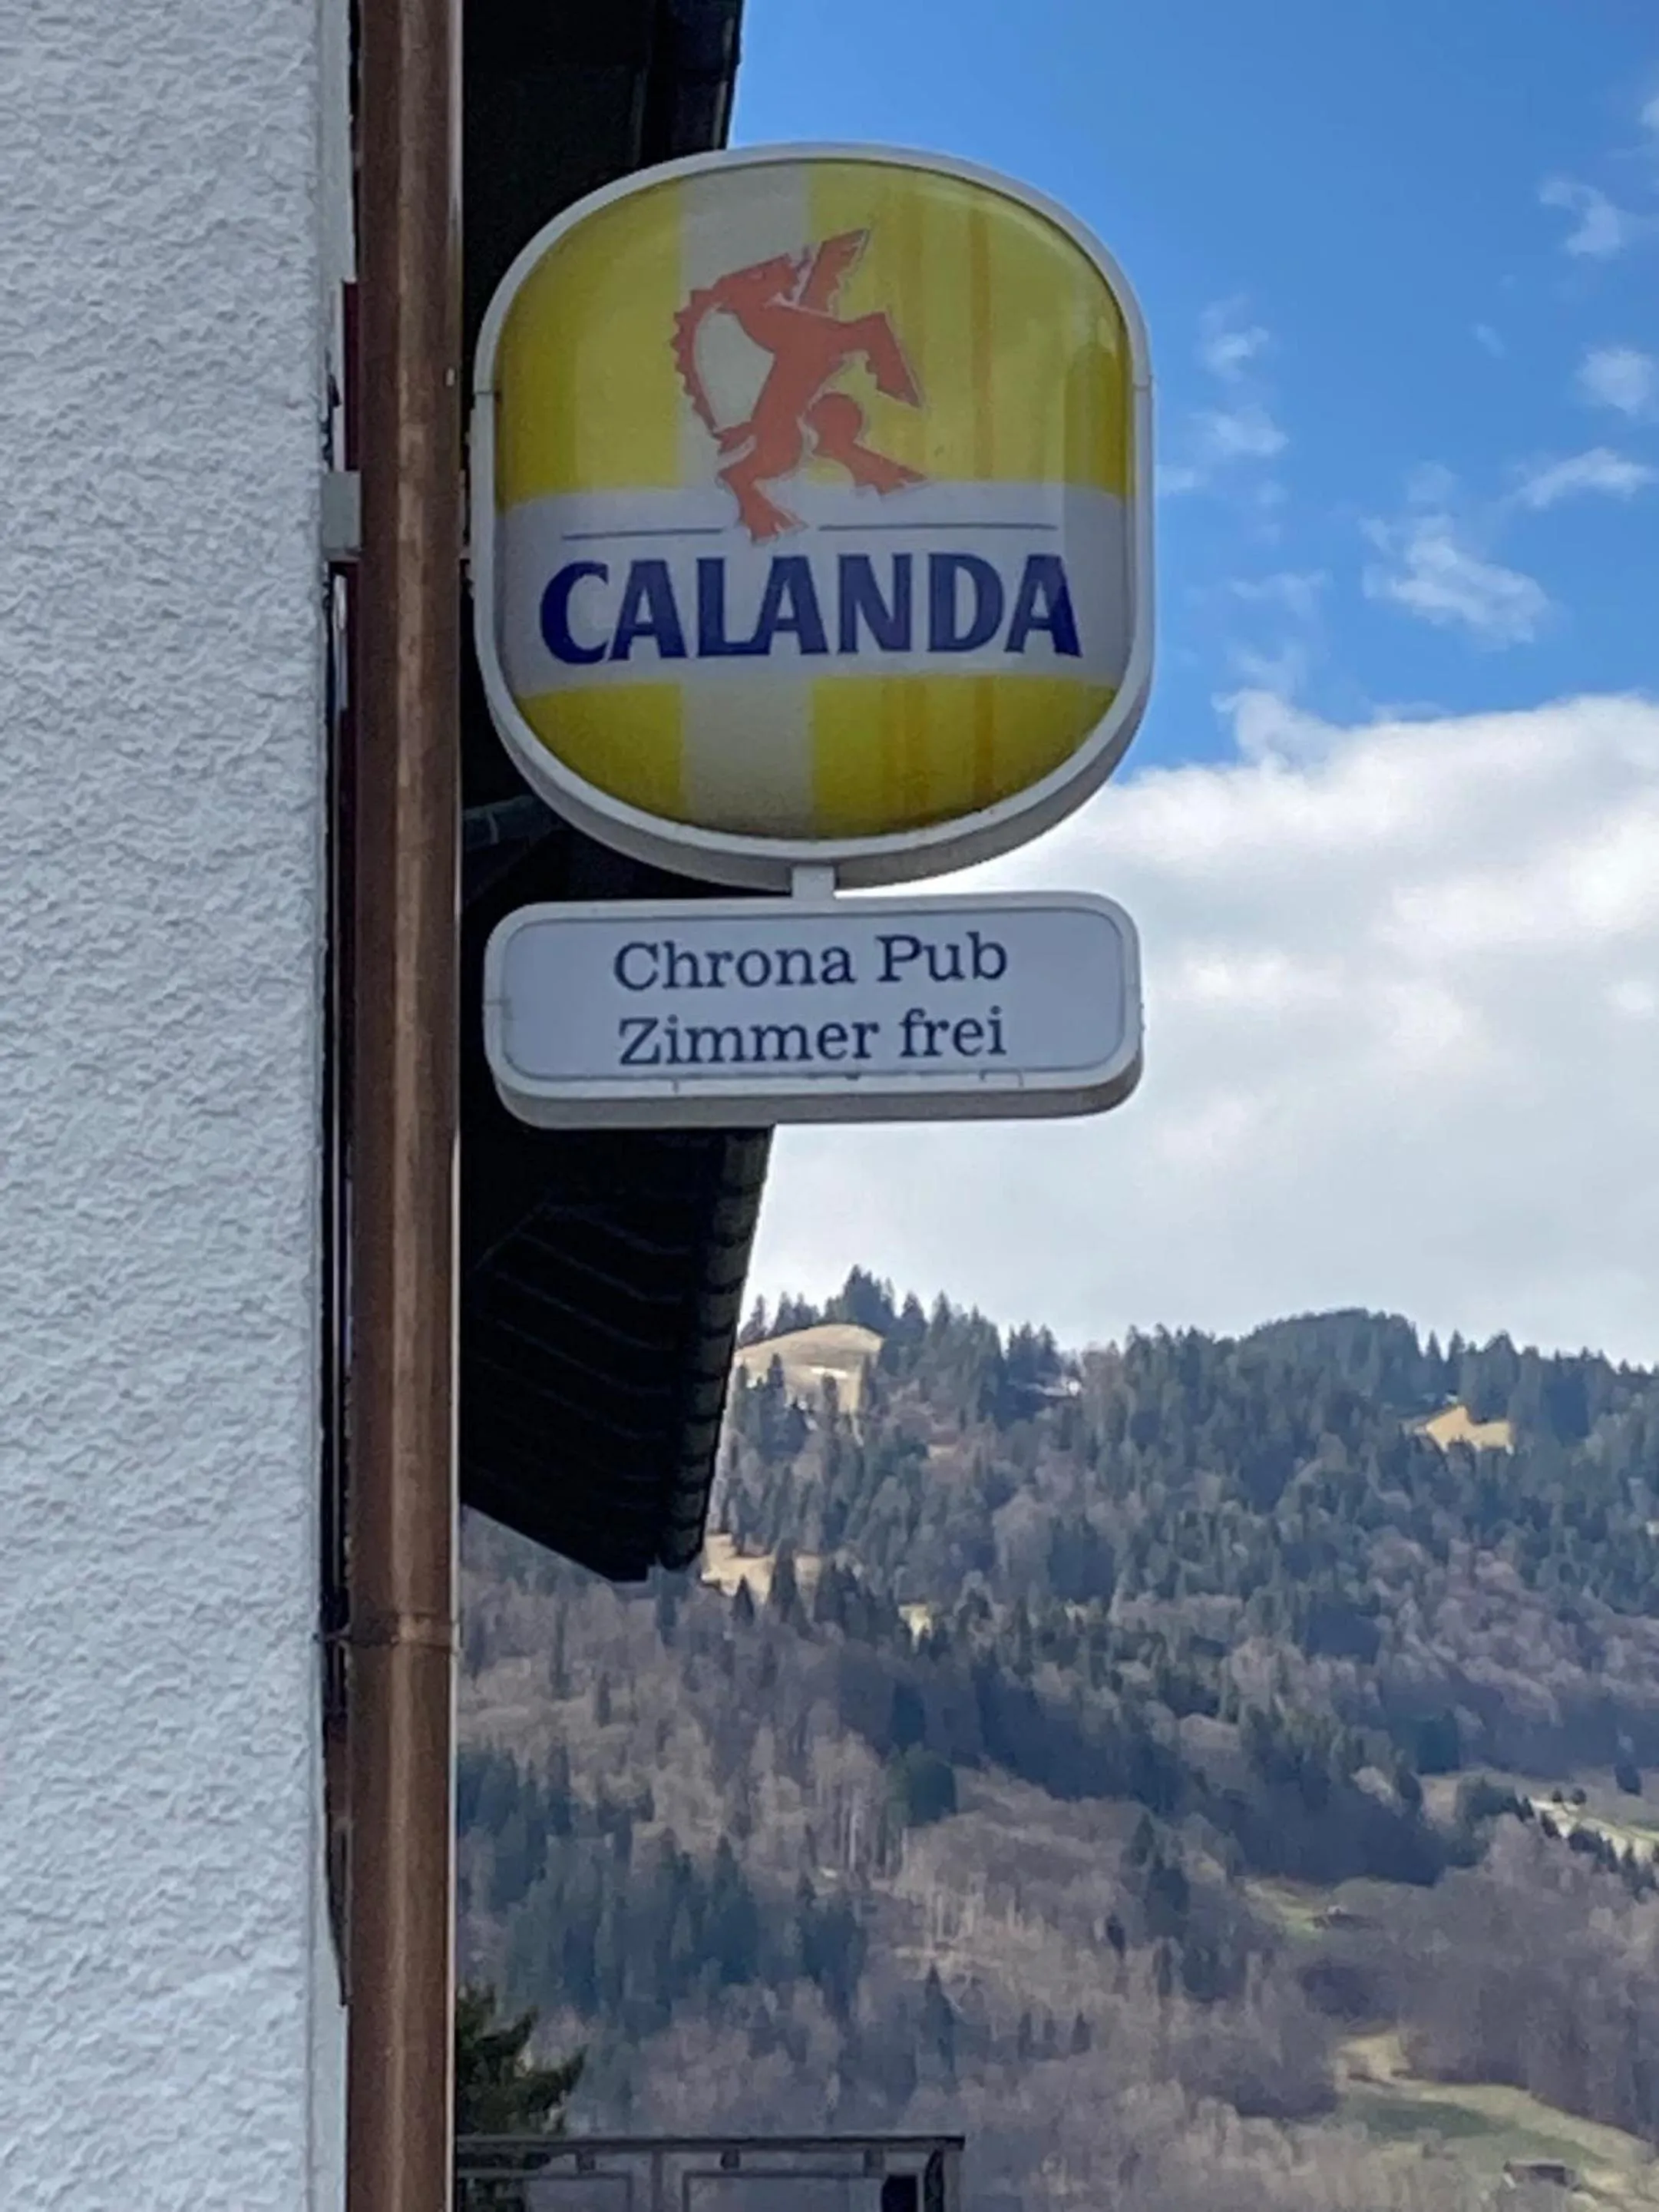 CALANDA
Chrona Pub
Zimmer frei